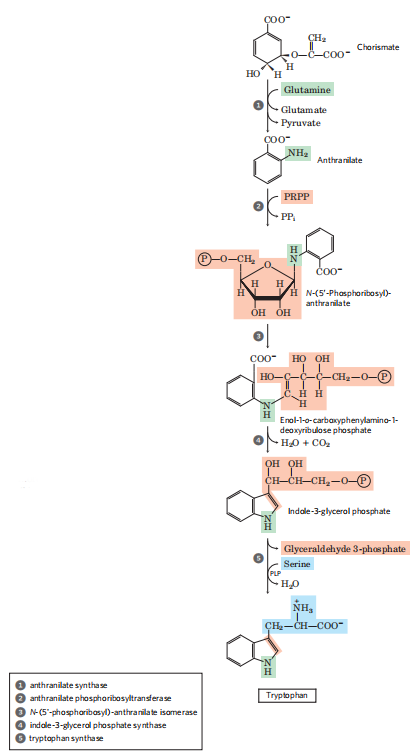 COO⁻
CH₂
O—C—COO⁻
Chorismate
H
HO H
Glutamine
1
Glutamate
Pyruvate
COO⁻
NH₂
Anthranilate
PRPP
2
PPᵢ
P—O—CH₂
O
H
N
COO⁻
H H H H
OH OH
N-(5′-Phosphoribosyl)-
anthranilate
3
COO⁻
HO OH
HO—C—C—C—CH₂—O—P
C H H
N H
H
Enol-1-o-carboxyphenylamino-1-
deoxyribulose phosphate
4
H₂O + CO₂
OH OH
CH—CH—CH₂—O—P
Indole-3-glycerol phosphate
N
H
Glyceraldehyde 3-phosphate
5
Serine
PLP
H₂O
+
NH₃
CH₂—CH—COO⁻
N
H
Tryptophan
1 anthranilate synthase
2 anthranilate phosphoribosyltransferase
3 N-(5′-phosphoribosyl)-anthranilate isomerase
4 indole-3-glycerol phosphate synthase
5 tryptophan synthase